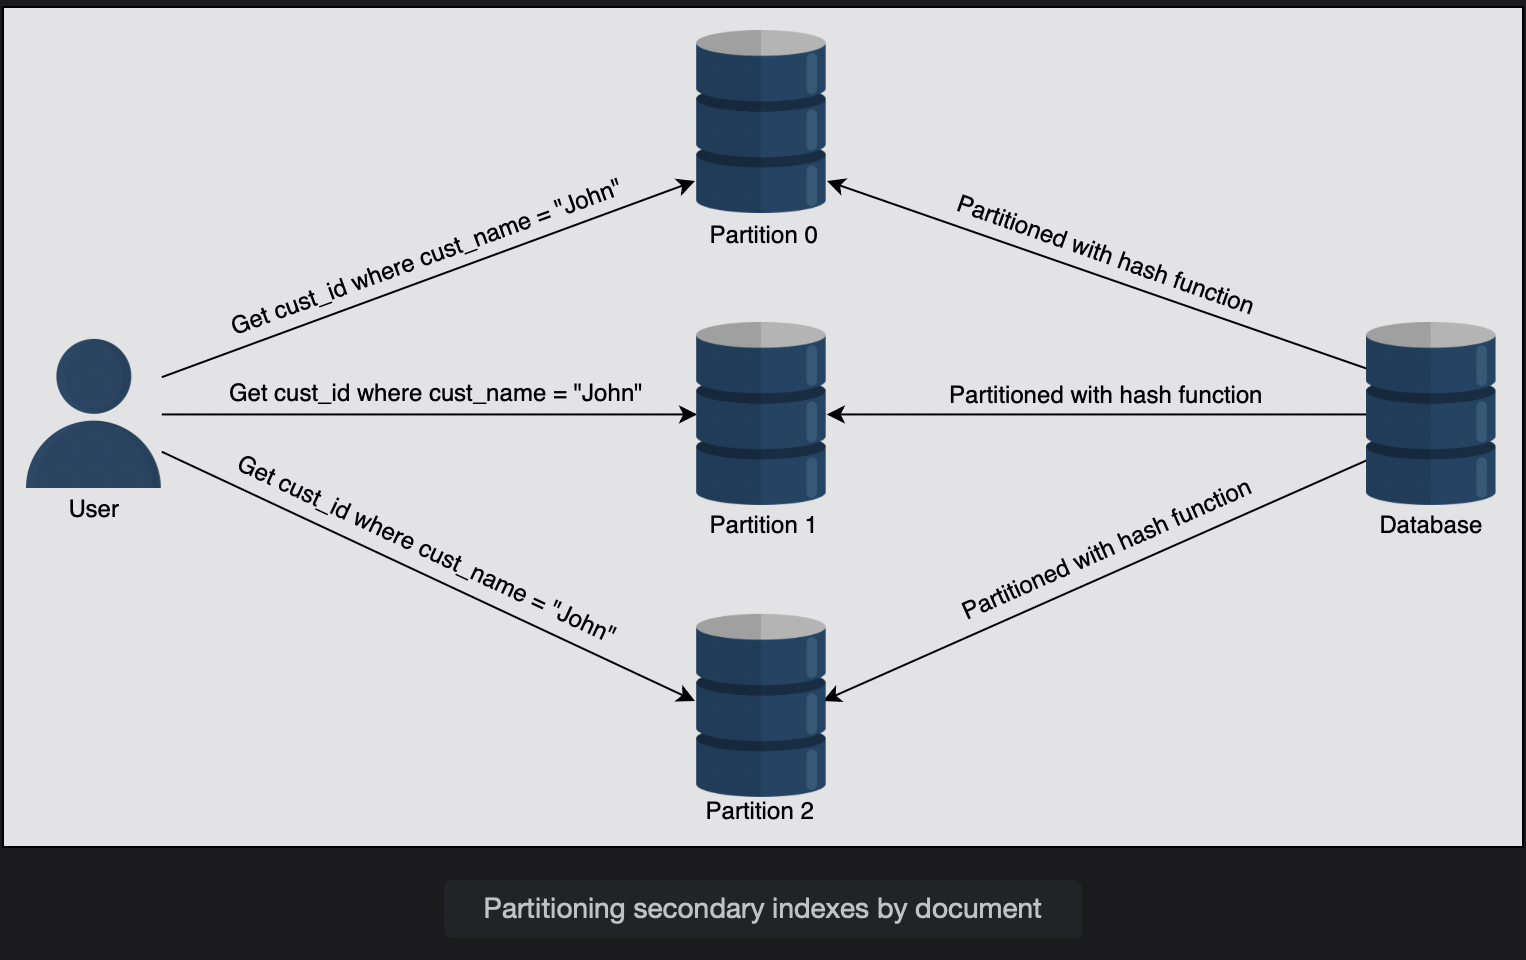 Partition 0
Get cust_id where cust_name = "John"
Partitioned with hash function
Get cust_id where cust_name = "John"
Partitioned with hash function
User
Partition 1
Database
Get cust_id where cust_name = "John"
Partitioned with hash function
Partition 2
Partitioning secondary indexes by document